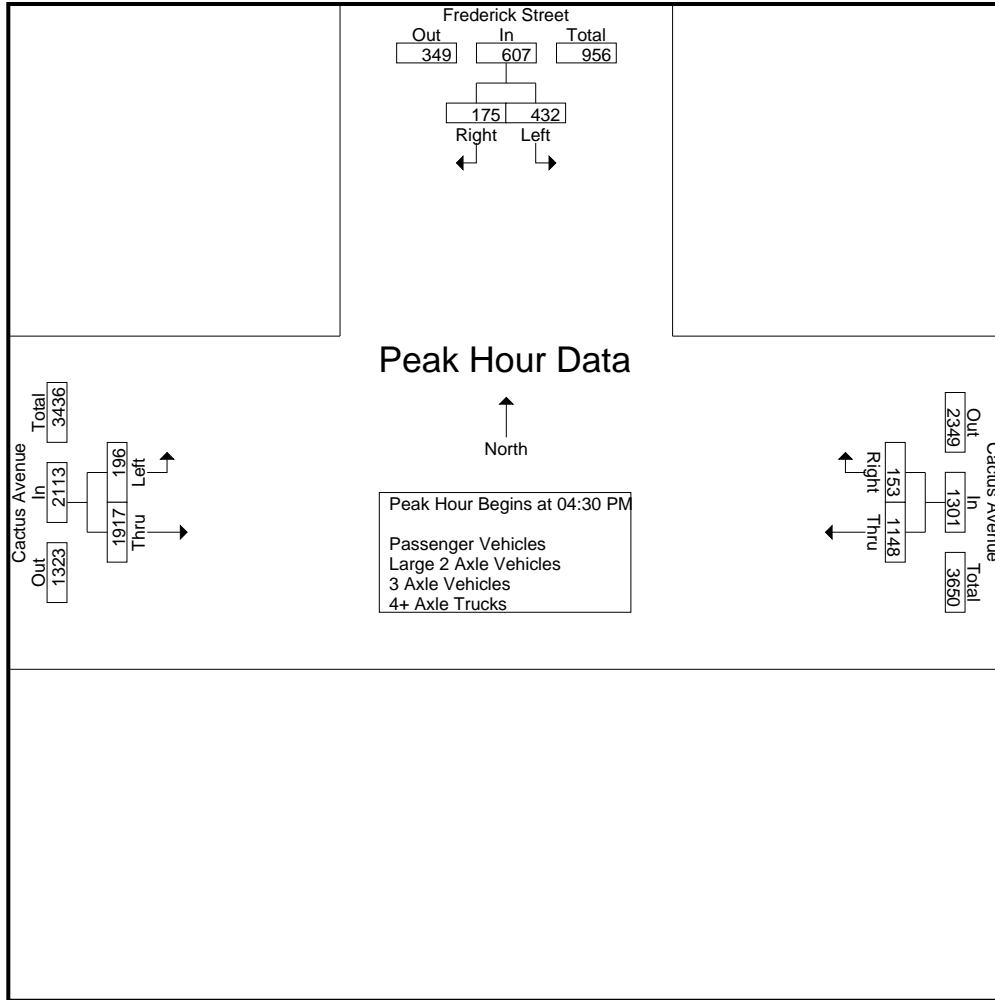 Frederick Street
Out In Total
349 607 956
175 432
Right Left
Peak Hour Data
North
Peak Hour Begins at 04:30 PM
Passenger Vehicles
Large 2 Axle Vehicles
3 Axle Vehicles
4+ Axle Trucks
Cactus Avenue
Out In Total
1323 2113 3436
Thru Left
1917 196
Cactus Avenue
Out In Total
2349 1301 3650
Right Thru
153 1148